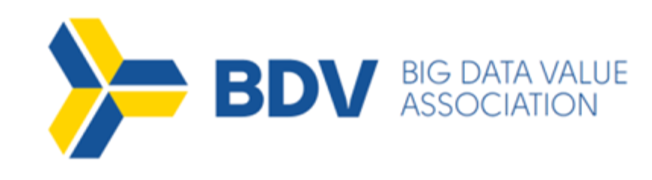 BDV
BIG DATA VALUE
ASSOCIATION